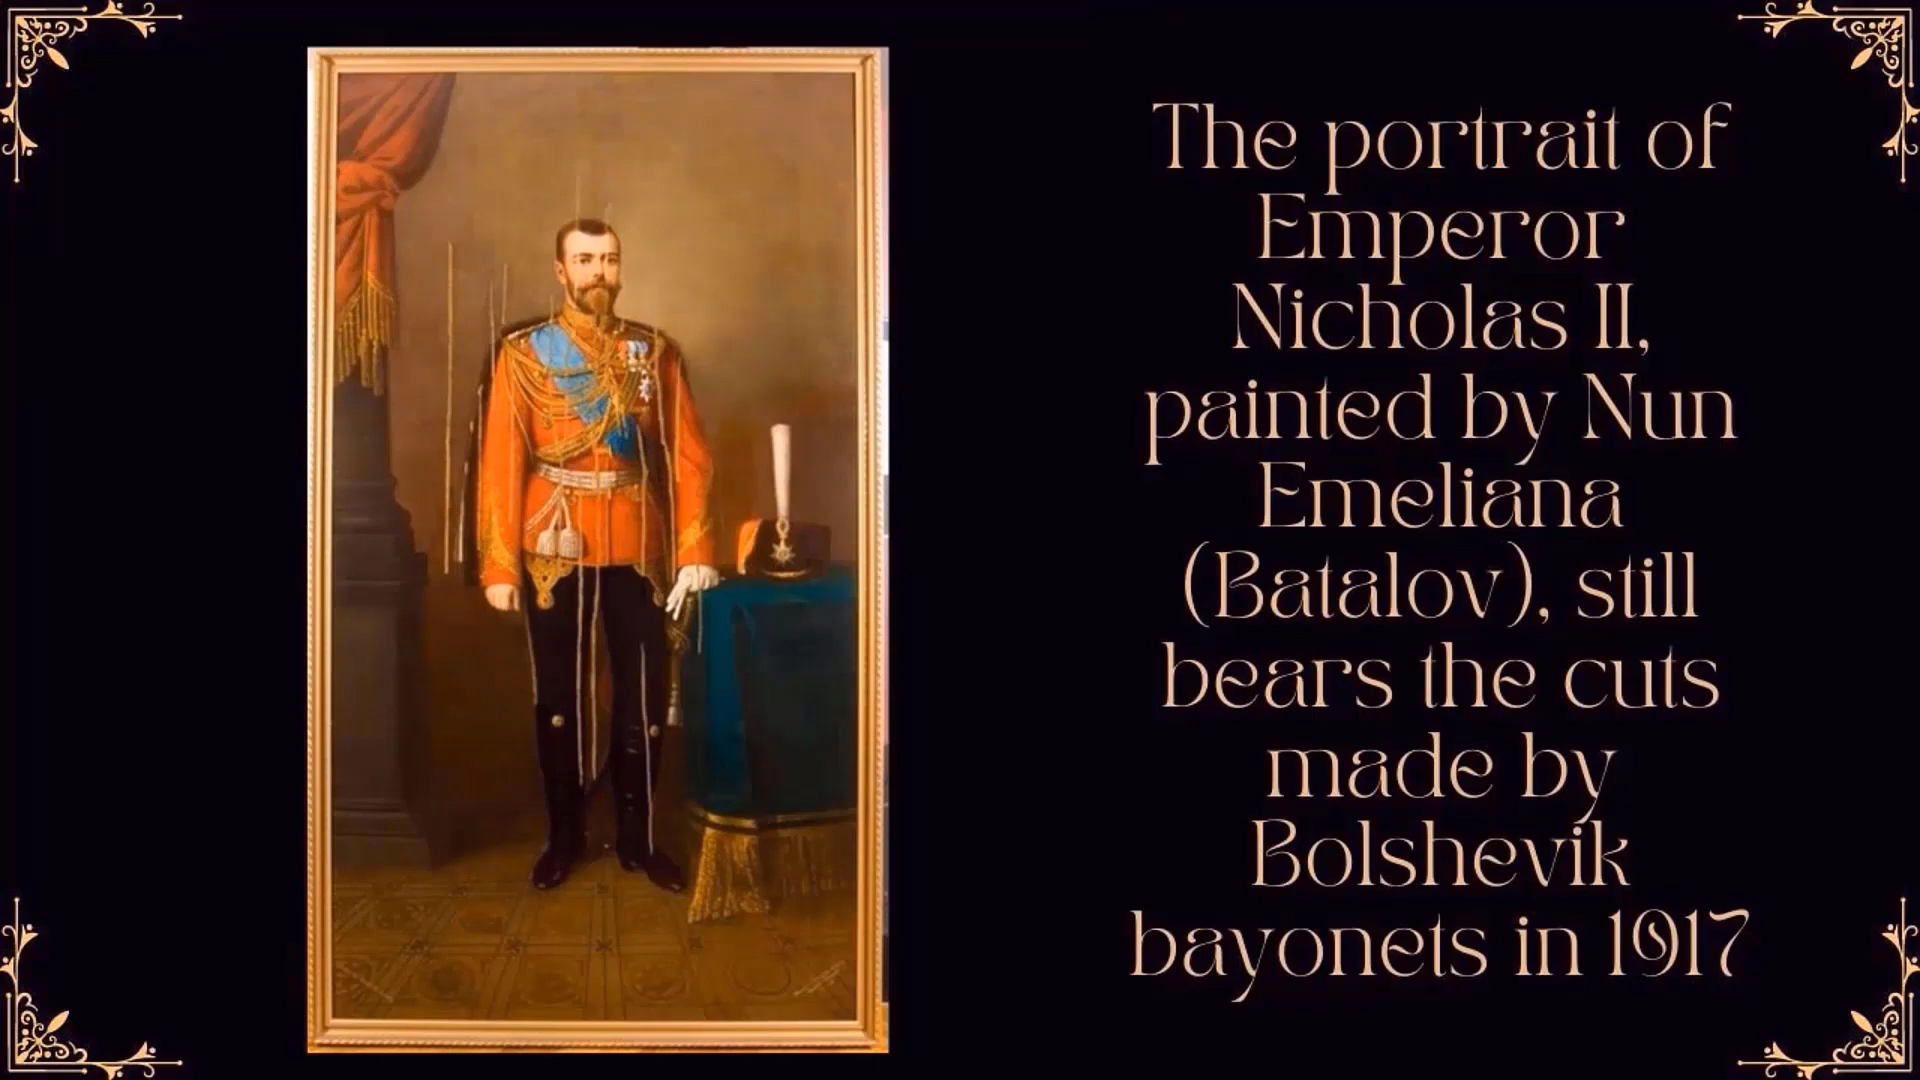 The portrait of
Emperor
Nicholas II,
painted by Nun
Emeliana
(Batalov), still
bears the cuts
made by
Bolshevik
bayonets in 1917